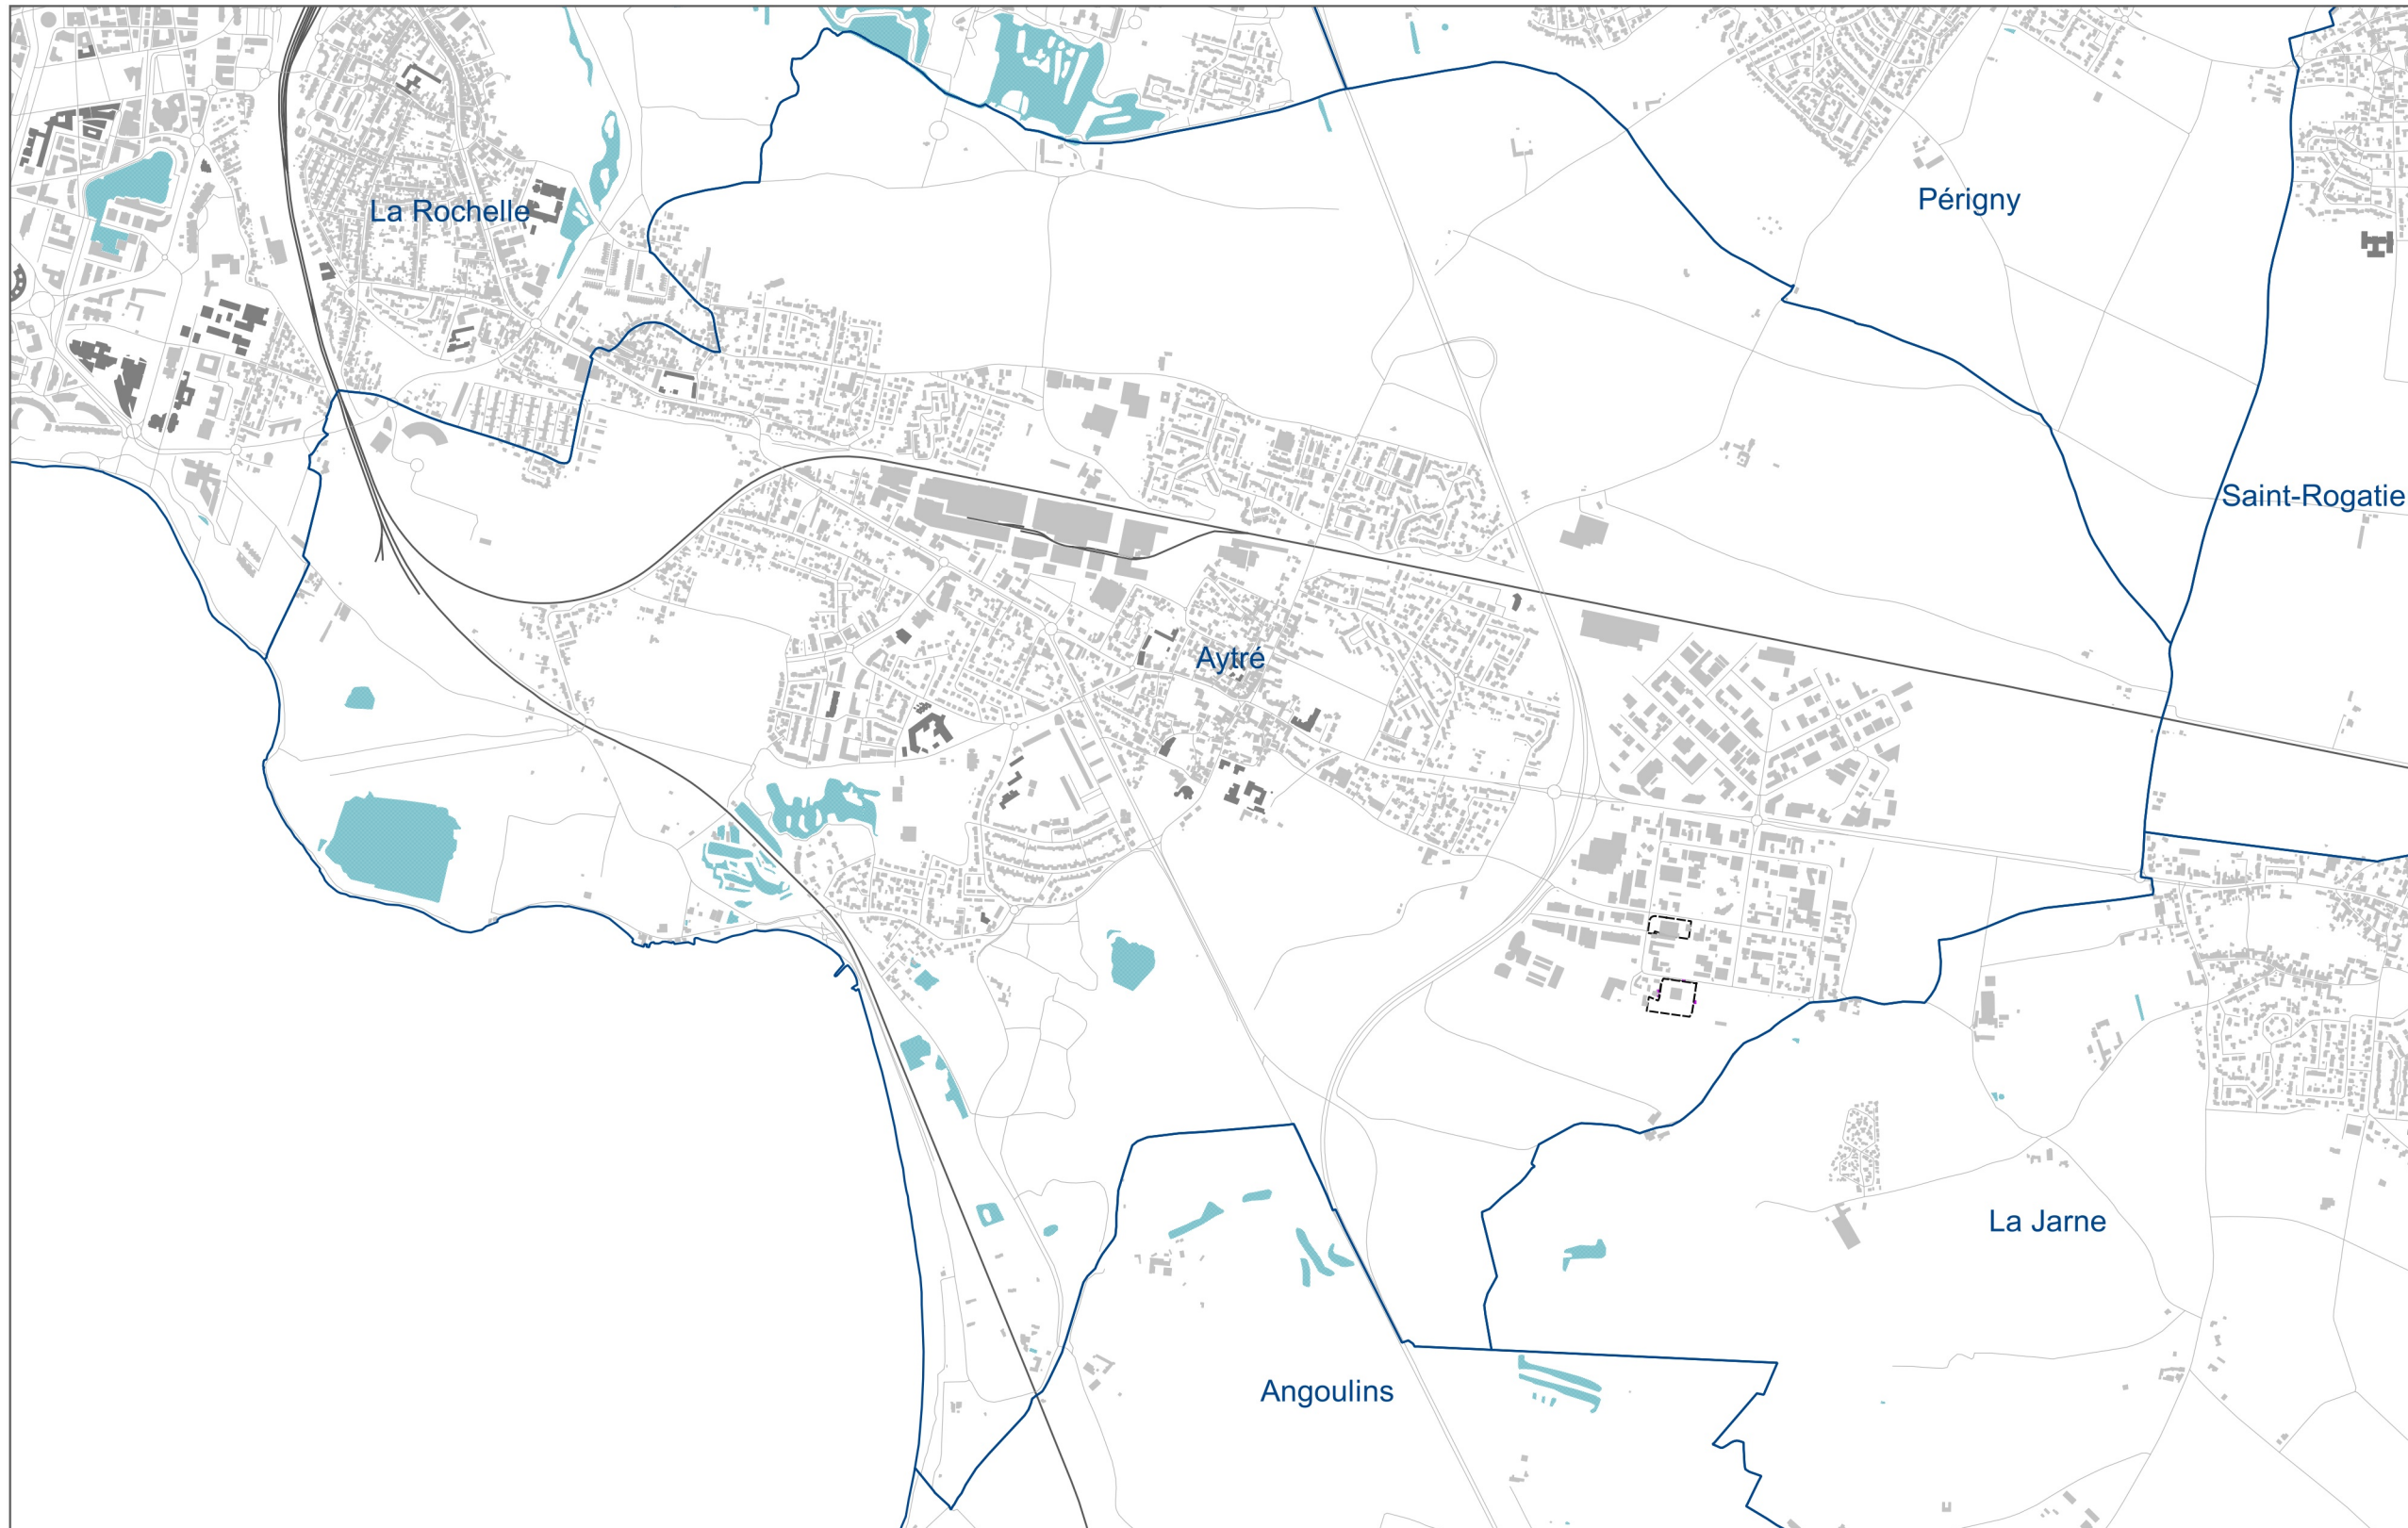 Périgny
La Rochelle
Saint-Rogatie
Aytré
La Jarne
Angoulins